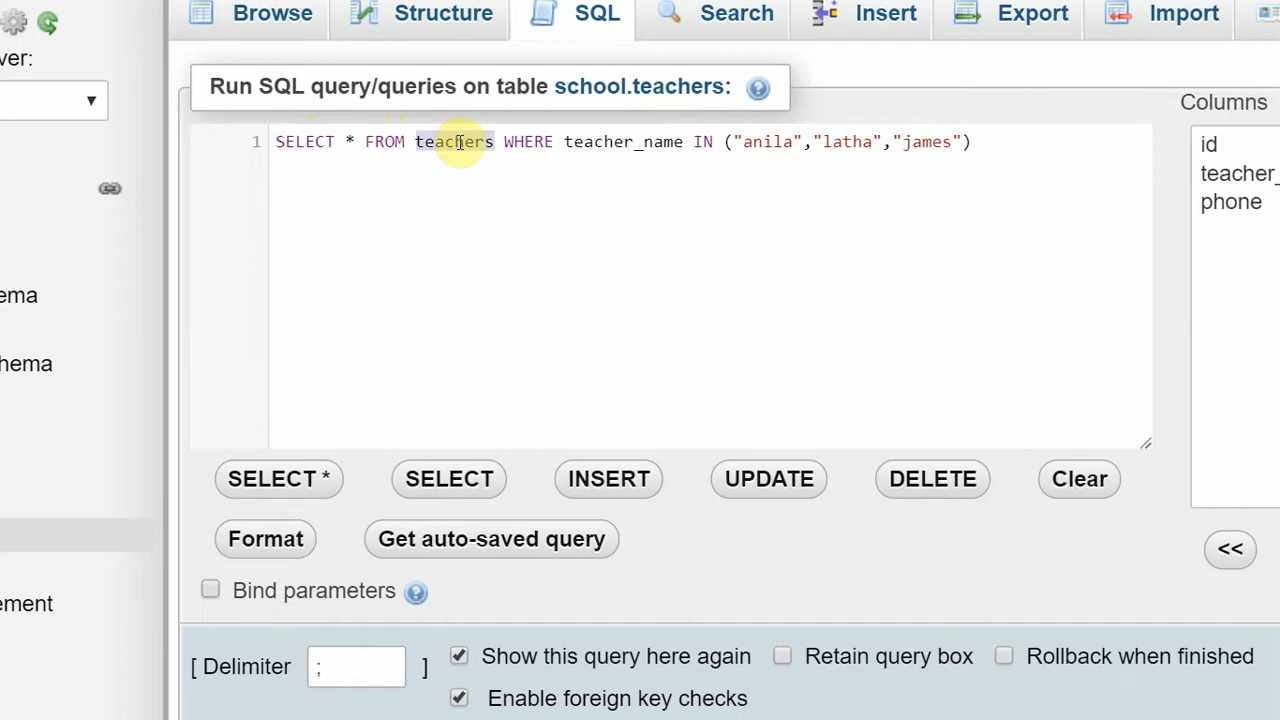 Browse Structure SQL Search Insert Export Import
ver:
Run SQL query/queries on table school.teachers:
Columns
1 SELECT * FROM teachers WHERE teacher_name IN ("anila","latha","james")
id
teacher_
phone
ema
hema
SELECT * SELECT INSERT UPDATE DELETE Clear
Format Get auto-saved query
<<
Bind parameters
ement
[ Delimiter ; ] Show this query here again Retain query box Rollback when finished
Enable foreign key checks